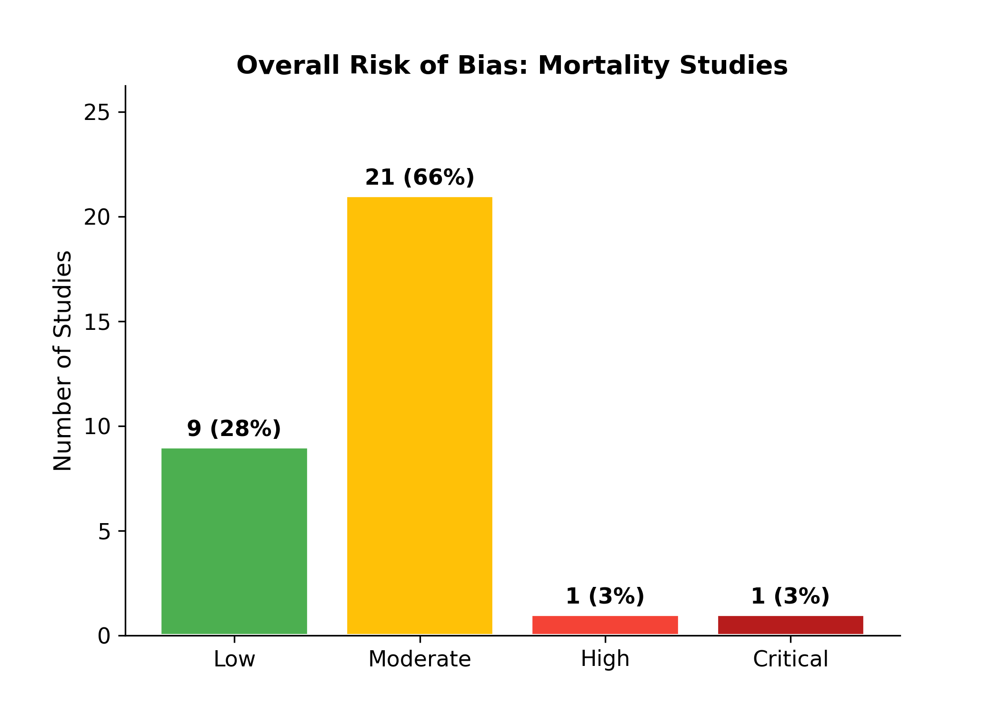 Overall Risk of Bias: Mortality Studies
Number of Studies
25
20
15
10
5
0
9 (28%)
21 (66%)
1 (3%)
1 (3%)
Low
Moderate
High
Critical